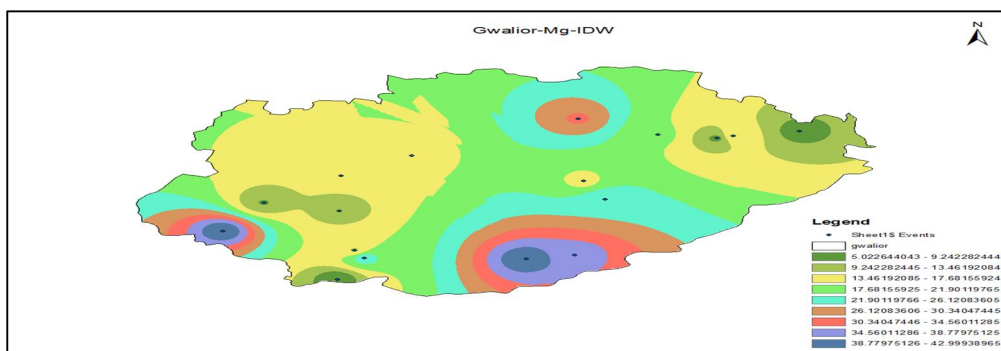 Gwalior-Mg-IDW
N
Legend
Sheet1$ Events
gwalior
5.022644043 - 9.242282444
9.242282445 - 13.46192084
13.46192085 - 17.68155924
17.68155925 - 21.90119765
21.90119766 - 26.12083605
26.12083606 - 30.34047445
30.34047446 - 34.56011285
34.56011286 - 38.77975125
38.77975126 - 42.99938965